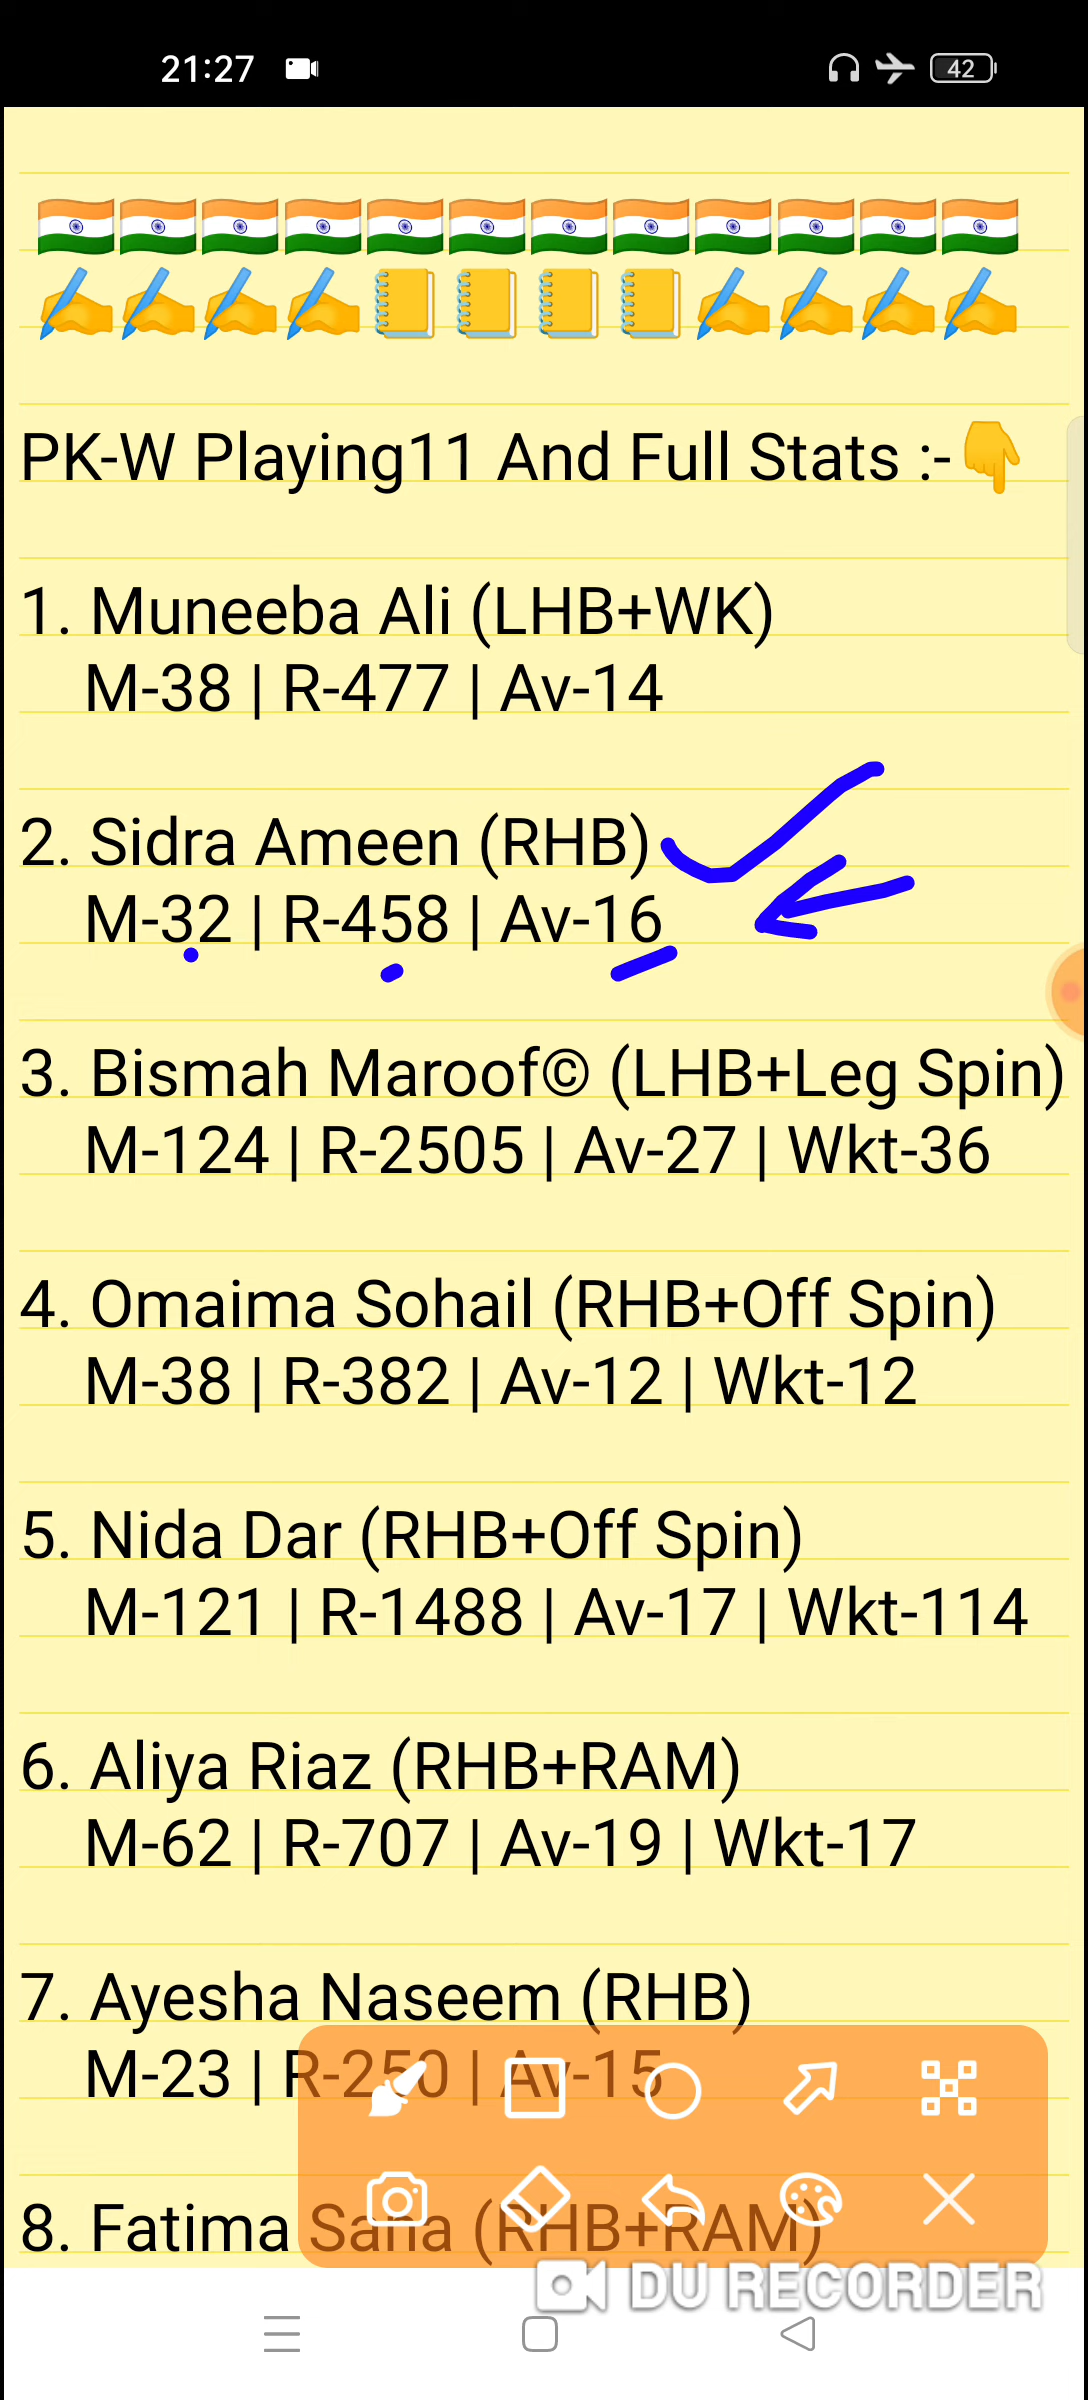 21:27
42
PK-W Playing11 And Full Stats :-👇
1. Muneeba Ali (LHB+WK)
M-38 | R-477 | Av-14
2. Sidra Ameen (RHB)
M-32 | R-458 | Av-16
3. Bismah Maroof© (LHB+Leg Spin)
M-124 | R-2505 | Av-27 | Wkt-36
4. Omaima Sohail (RHB+Off Spin)
M-38 | R-382 | Av-12 | Wkt-12
5. Nida Dar (RHB+Off Spin)
M-121 | R-1488 | Av-17 | Wkt-114
6. Aliya Riaz (RHB+RAM)
M-62 | R-707 | Av-19 | Wkt-17
7. Ayesha Naseem (RHB)
M-23 | R-250 | Av-15
8. Fatima Sana (RHB+RAM)
DU RECORDER